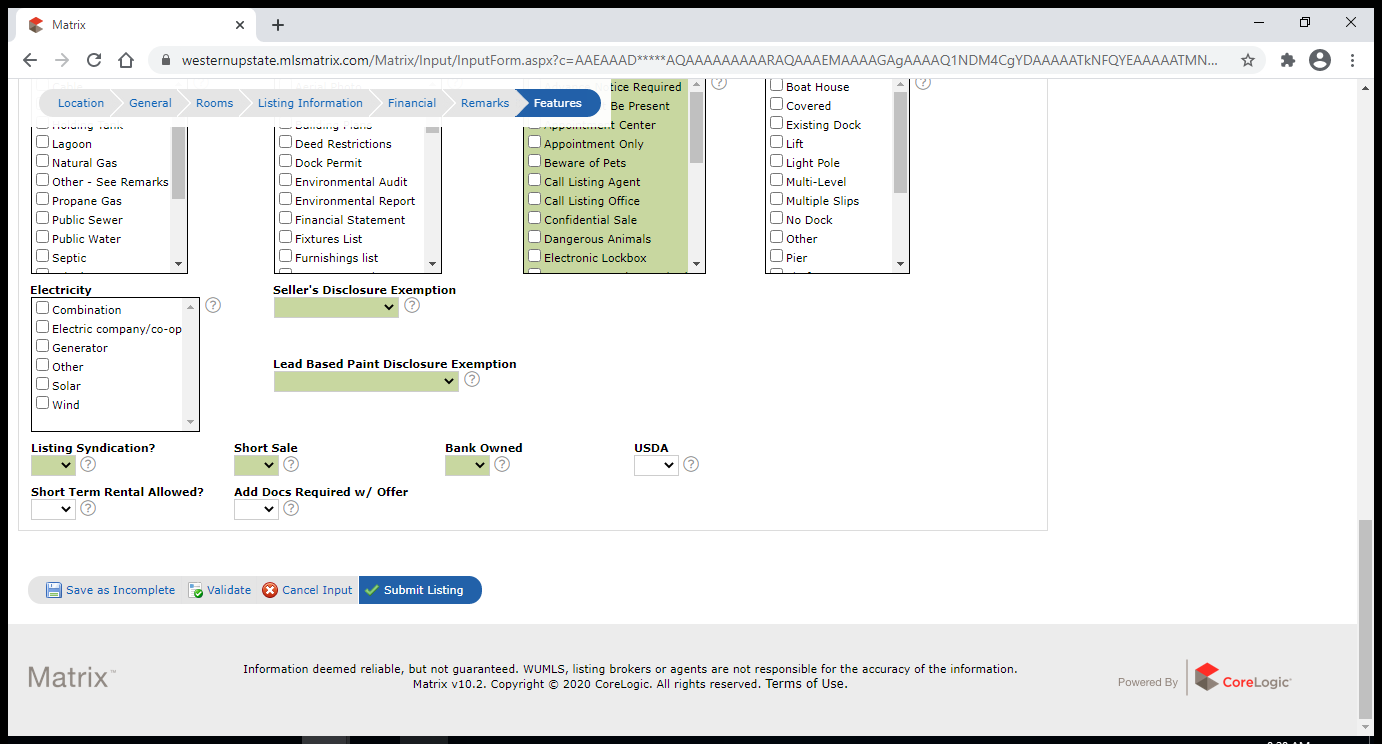 Matrix
westernupstate.mlsmatrix.com/Matrix/Input/InputForm.aspx?c=AAEAAAD*****AQAAAAAAAAARAQAAAEMAAAAGAgAAAAQ1NDM4CgYDAAAAATkNFQYEAAAAATMN...
Location General Rooms Listing Information Financial Remarks Features
tice Required
Be Present
Appointment Center
Appointment Only
Beware of Pets
Call Listing Agent
Call Listing Office
Confidential Sale
Dangerous Animals
Electronic Lockbox
Boat House
Covered
Existing Dock
Lift
Light Pole
Multi-Level
Multiple Slips
No Dock
Other
Pier
Holding Tank
Lagoon
Natural Gas
Other - See Remarks
Propane Gas
Public Sewer
Public Water
Septic
Building Plans
Deed Restrictions
Dock Permit
Environmental Audit
Environmental Report
Financial Statement
Fixtures List
Furnishings list
Electricity
Combination
Electric company/co-op
Generator
Other
Solar
Wind
Seller's Disclosure Exemption
Lead Based Paint Disclosure Exemption
Listing Syndication? Short Sale Bank Owned USDA
Short Term Rental Allowed? Add Docs Required w/ Offer
Save as Incomplete Validate Cancel Input Submit Listing
Matrix™
Information deemed reliable, but not guaranteed. WUMLS, listing brokers or agents are not responsible for the accuracy of the information.
Matrix v10.2. Copyright © 2020 CoreLogic. All rights reserved. Terms of Use.
Powered By CoreLogic